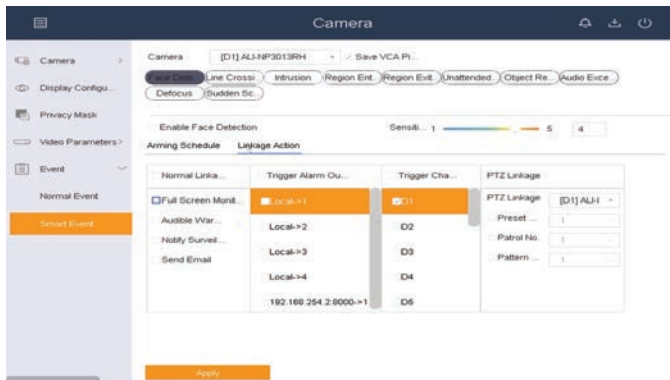 Camera
Camera [D1] ALI-NP3013RH Save VCA Pi...
Face Dete... Line Crossi... Intrusion Region Ent... Region Exit... Unattended... Object Re... Audio Exce...
Defocus Sudden Sc...
Enable Face Detection Sensiti... 1 5 4
Arming Schedule Linkage Action
Normal Linka... Trigger Alarm Ou... Trigger Cha... PTZ Linkage
Full Screen Monit... Local->1 D1 PTZ Linkage [D1] ALI-I
Audible War... Local->2 D2 Preset ... 1
Notify Surveil... Local->3 D3 Patrol No. 1
Send Email Local->4 D4 Pattern ... 1
192.168.254.2:8000->1 D5
Apply
Camera
Display Configu...
Privacy Mask
Video Parameters
Event
Normal Event
Smart Event